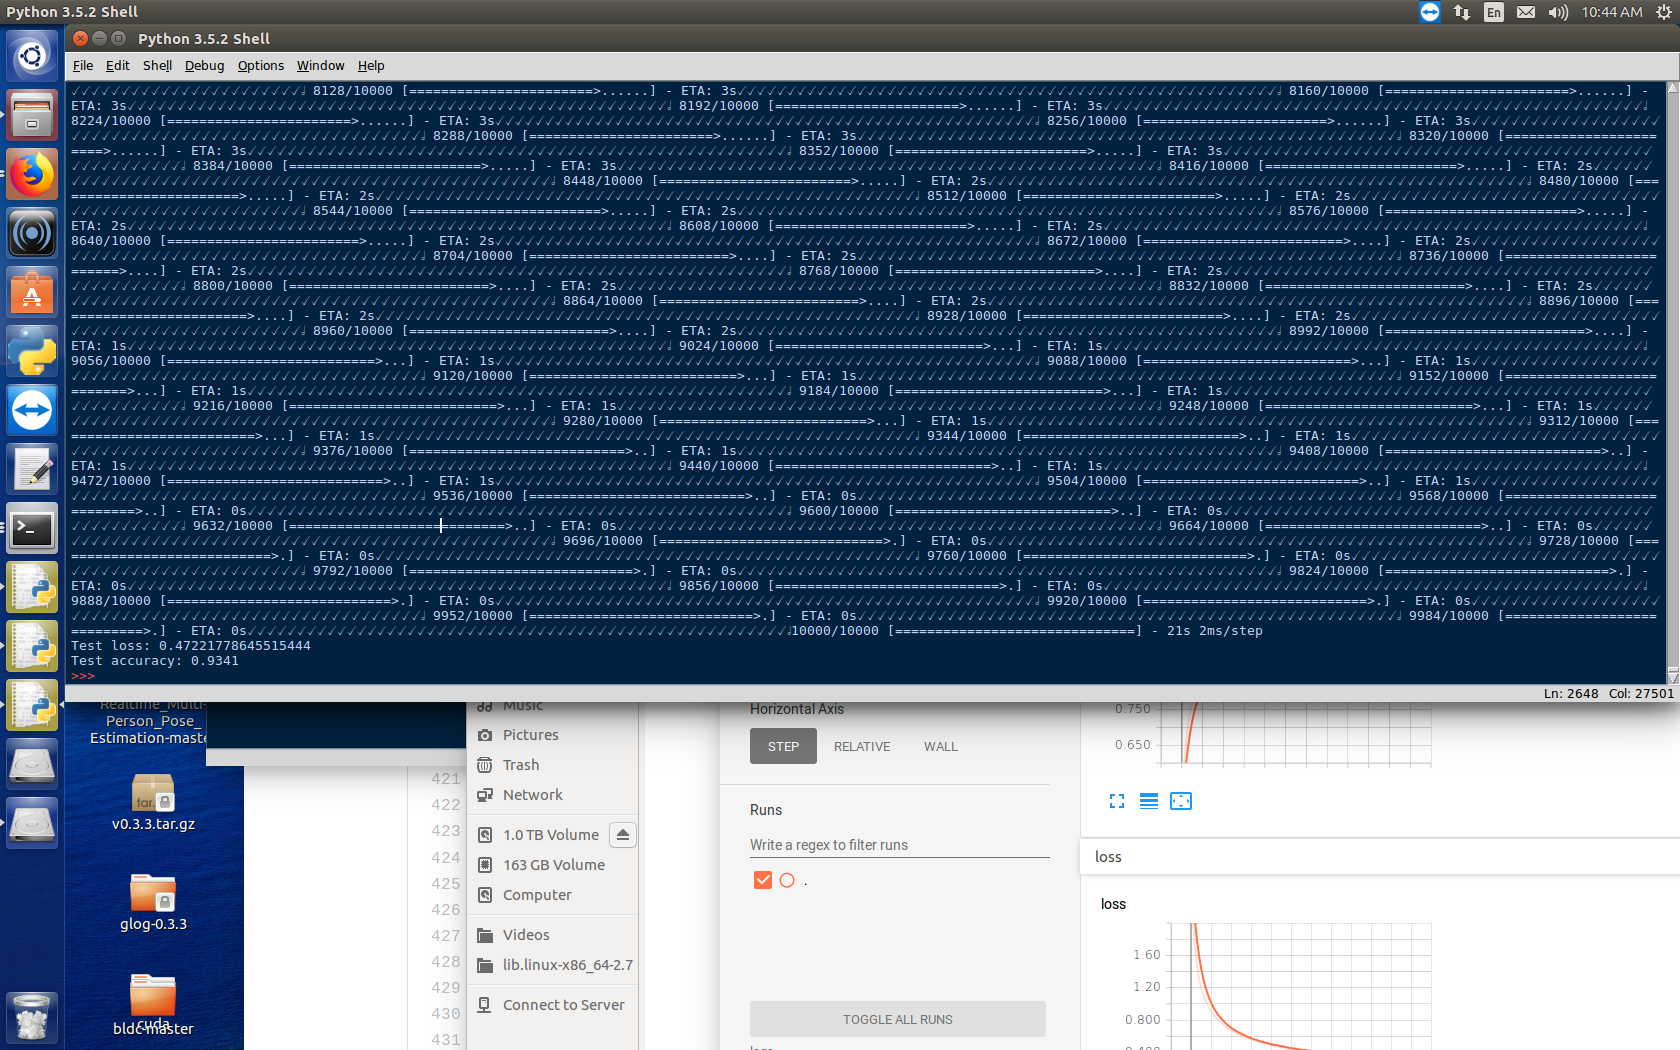 Python 3.5.2 Shell
En
10:44 AM
Python 3.5.2 Shell
File Edit Shell Debug Options Window Help
8128/10000 [=======================>......] - ETA: 3s 8160/10000 [=======================>......] -
ETA: 3s 8192/10000 [=======================>......] - ETA: 3s
8224/10000 [=======================>......] - ETA: 3s 8256/10000 [=======================>......] - ETA: 3s
8288/10000 [=======================>......] - ETA: 3s 8320/10000 [===================
====>......] - ETA: 3s 8352/10000 [========================>.....] - ETA: 3s
8384/10000 [========================>.....] - ETA: 3s 8416/10000 [========================>.....] - ETA: 2s
8448/10000 [========================>.....] - ETA: 2s 8480/10000 [===
=====================>.....] - ETA: 2s 8512/10000 [========================>.....] - ETA: 2s
8544/10000 [========================>.....] - ETA: 2s 8576/10000 [========================>.....] -
ETA: 2s 8608/10000 [========================>.....] - ETA: 2s
8640/10000 [========================>.....] - ETA: 2s 8672/10000 [=========================>....] - ETA: 2s
8704/10000 [=========================>....] - ETA: 2s 8736/10000 [===================
======>....] - ETA: 2s 8768/10000 [=========================>....] - ETA: 2s
8800/10000 [=========================>....] - ETA: 2s 8832/10000 [=========================>....] - ETA: 2s
8864/10000 [=========================>....] - ETA: 2s 8896/10000 [===
======================>....] - ETA: 2s 8928/10000 [=========================>....] - ETA: 2s
8960/10000 [=========================>....] - ETA: 2s 8992/10000 [=========================>....] -
ETA: 1s 9024/10000 [==========================>...] - ETA: 1s
9056/10000 [==========================>...] - ETA: 1s 9088/10000 [==========================>...] - ETA: 1s
9120/10000 [==========================>...] - ETA: 1s 9152/10000 [===================
=======>...] - ETA: 1s 9184/10000 [==========================>...] - ETA: 1s
9216/10000 [==========================>...] - ETA: 1s 9248/10000 [==========================>...] - ETA: 1s
9280/10000 [==========================>...] - ETA: 1s 9312/10000 [===
=======================>...] - ETA: 1s 9344/10000 [===========================>..] - ETA: 1s
9376/10000 [===========================>..] - ETA: 1s 9408/10000 [===========================>..] -
ETA: 1s 9440/10000 [===========================>..] - ETA: 1s
9472/10000 [===========================>..] - ETA: 1s 9504/10000 [===========================>..] - ETA: 1s
9536/10000 [===========================>..] - ETA: 0s 9568/10000 [===================
========>..] - ETA: 0s 9600/10000 [===========================>..] - ETA: 0s
9632/10000 [===========================>..] - ETA: 0s 9664/10000 [===========================>..] - ETA: 0s
9696/10000 [============================>.] - ETA: 0s 9728/10000 [===
=========================>.] - ETA: 0s 9760/10000 [============================>.] - ETA: 0s
9792/10000 [============================>.] - ETA: 0s 9824/10000 [============================>.] -
ETA: 0s 9856/10000 [============================>.] - ETA: 0s
9888/10000 [============================>.] - ETA: 0s 9920/10000 [============================>.] - ETA: 0s
9952/10000 [============================>.] - ETA: 0s 9984/10000 [===================
=========>.] - ETA: 0s 10000/10000 [==============================] - 21s 2ms/step
Test loss: 0.47221778645515444
Test accuracy: 0.9341
>>>
Ln: 2648 Col: 27501
Realtime_Multi-
Person_Pose_
Estimation-maste
tar.
v0.3.3.tar.gz
glog-0.3.3
cuda
bldc-master
421
422
423
424
425
426
427
428
429
430
431
Music
Pictures
Trash
Network
1.0 TB Volume
163 GB Volume
Computer
Videos
lib.linux-x86_64-2.7
Connect to Server
Horizontal Axis
STEP RELATIVE WALL
Runs
Write a regex to filter runs
.
TOGGLE ALL RUNS
0.750
0.650
loss
loss
1.60
1.20
0.800